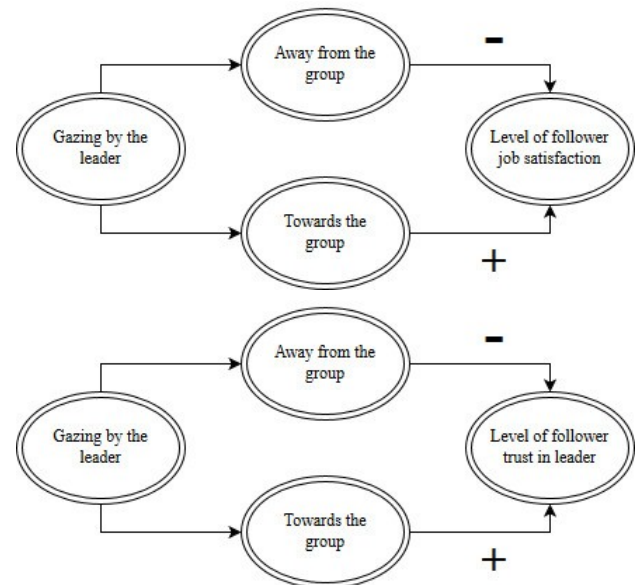 Away from the
group
-
Gazing by the
leader
Level of follower
job satisfaction
Towards the
group
+
Away from the
group
-
Gazing by the
leader
Level of follower
trust in leader
Towards the
group
+